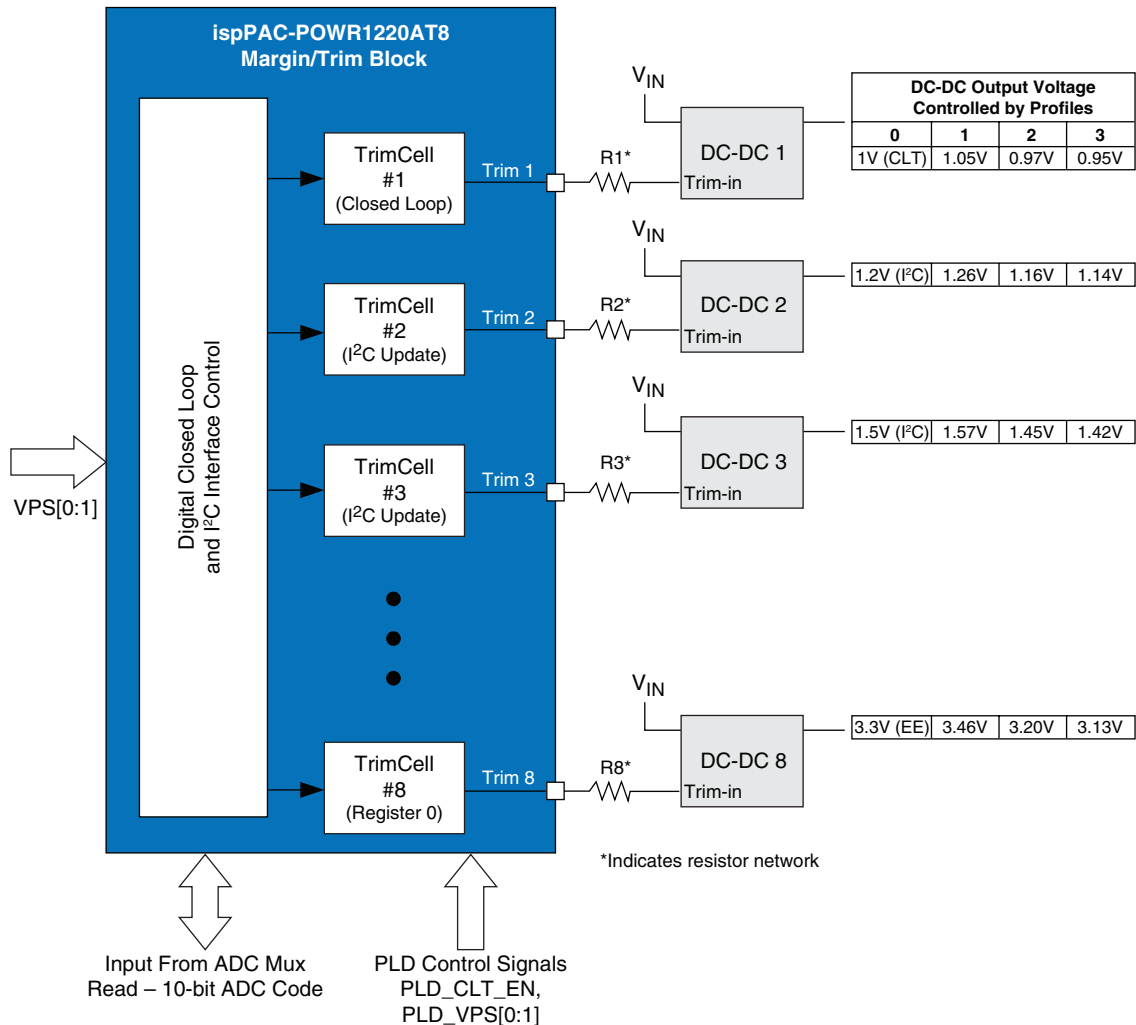 ispPAC-POWR1220AT8
Margin/Trim Block
Digital Closed Loop
and I²C Interface Control
VPS[0:1]
TrimCell
#1
(Closed Loop)
Trim 1
R1*
VIN
DC-DC 1
Trim-in
DC-DC Output Voltage
Controlled by Profiles
0 1 2 3
1V (CLT) 1.05V 0.97V 0.95V
TrimCell
#2
(I²C Update)
Trim 2
R2*
VIN
DC-DC 2
Trim-in
1.2V (I²C) 1.26V 1.16V 1.14V
TrimCell
#3
(I²C Update)
Trim 3
R3*
VIN
DC-DC 3
Trim-in
1.5V (I²C) 1.57V 1.45V 1.42V
TrimCell
#8
(Register 0)
Trim 8
R8*
VIN
DC-DC 8
Trim-in
3.3V (EE) 3.46V 3.20V 3.13V
*Indicates resistor network
Input From ADC Mux
Read – 10-bit ADC Code
PLD Control Signals
PLD_CLT_EN,
PLD_VPS[0:1]